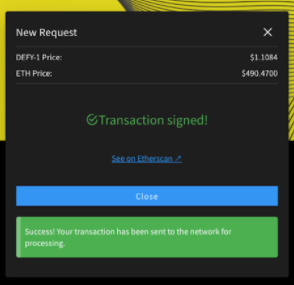 New Request
DEFY-1 Price: $1.1084
ETH Price: $490.4700
Transaction signed!
See on Etherscan ↗
Close
Success! Your transaction has been sent to the network for
processing.